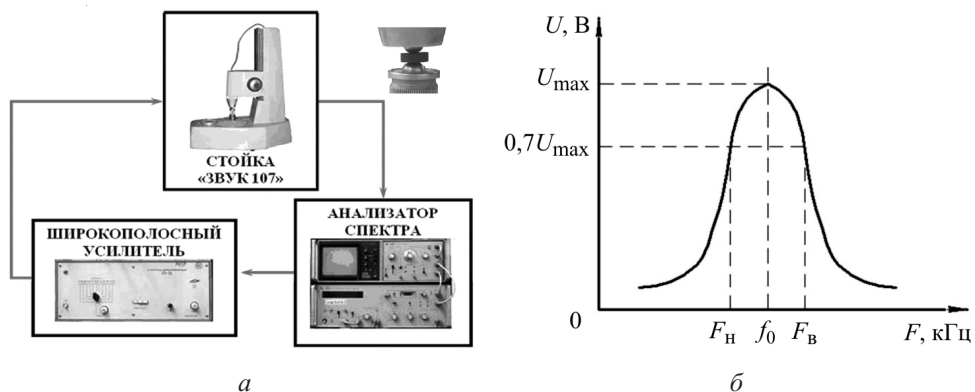 СТОЙКА
«ЗВУК 107»
АНАЛИЗАТОР
СПЕКТРА
ШИРОКОПОЛОСНЫЙ
УСИЛИТЕЛЬ
а
U, В
Umax
0,7Umax
0
Fн
f0
Fв
F, кГц
б